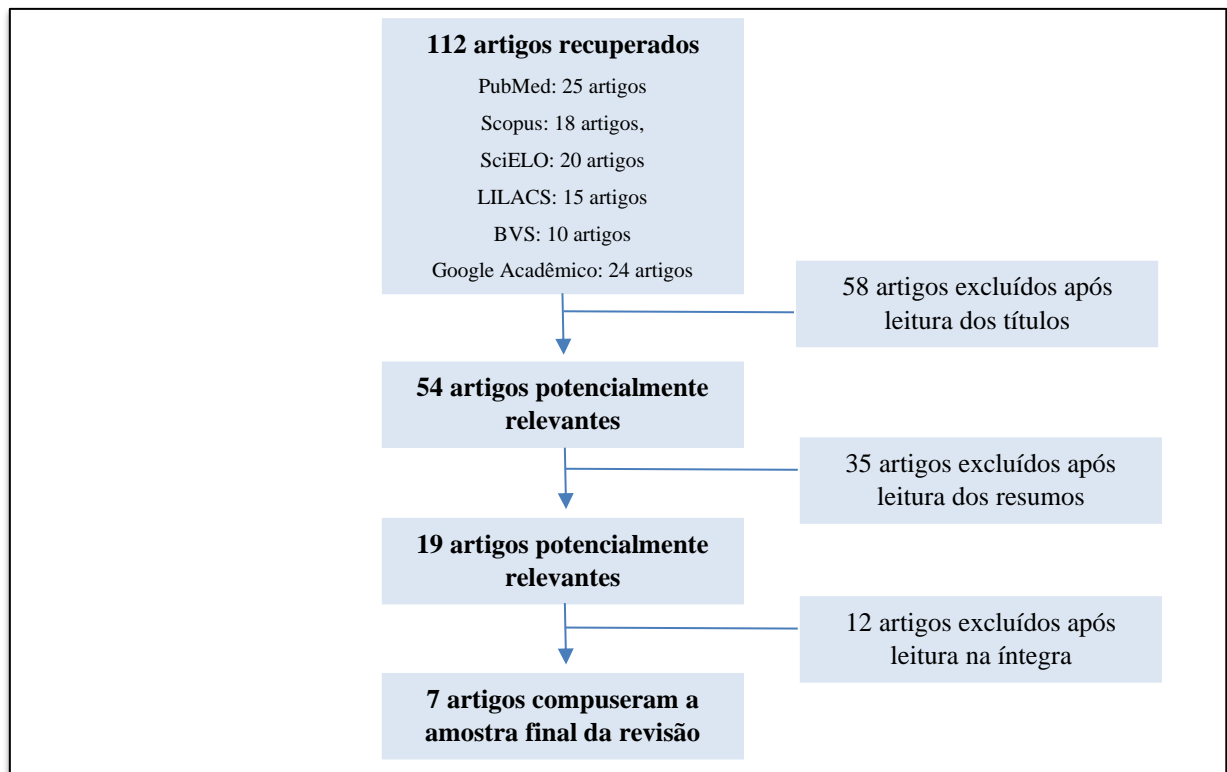 112 artigos recuperados
PubMed: 25 artigos
Scopus: 18 artigos,
SciELO: 20 artigos
LILACS: 15 artigos
BVS: 10 artigos
Google Acadêmico: 24 artigos
58 artigos excluídos após
leitura dos títulos
54 artigos potencialmente
relevantes
35 artigos excluídos após
leitura dos resumos
19 artigos potencialmente
relevantes
12 artigos excluídos após
leitura na íntegra
7 artigos compuseram a
amostra final da revisão